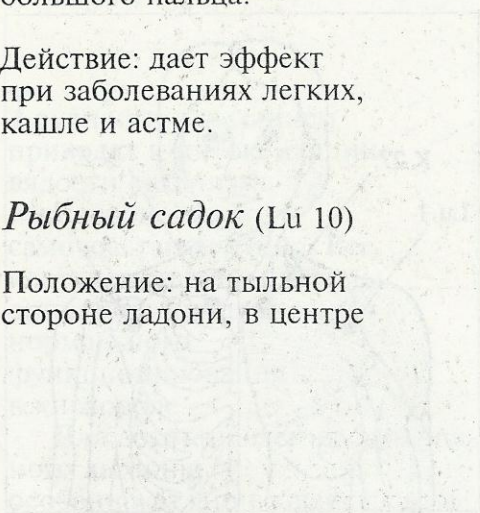 большого пальца.
Действие: дает эффект
при заболеваниях легких,
кашле и астме.
Рыбный садок (Lu 10)
Положение: на тыльной
стороне ладони, в центре